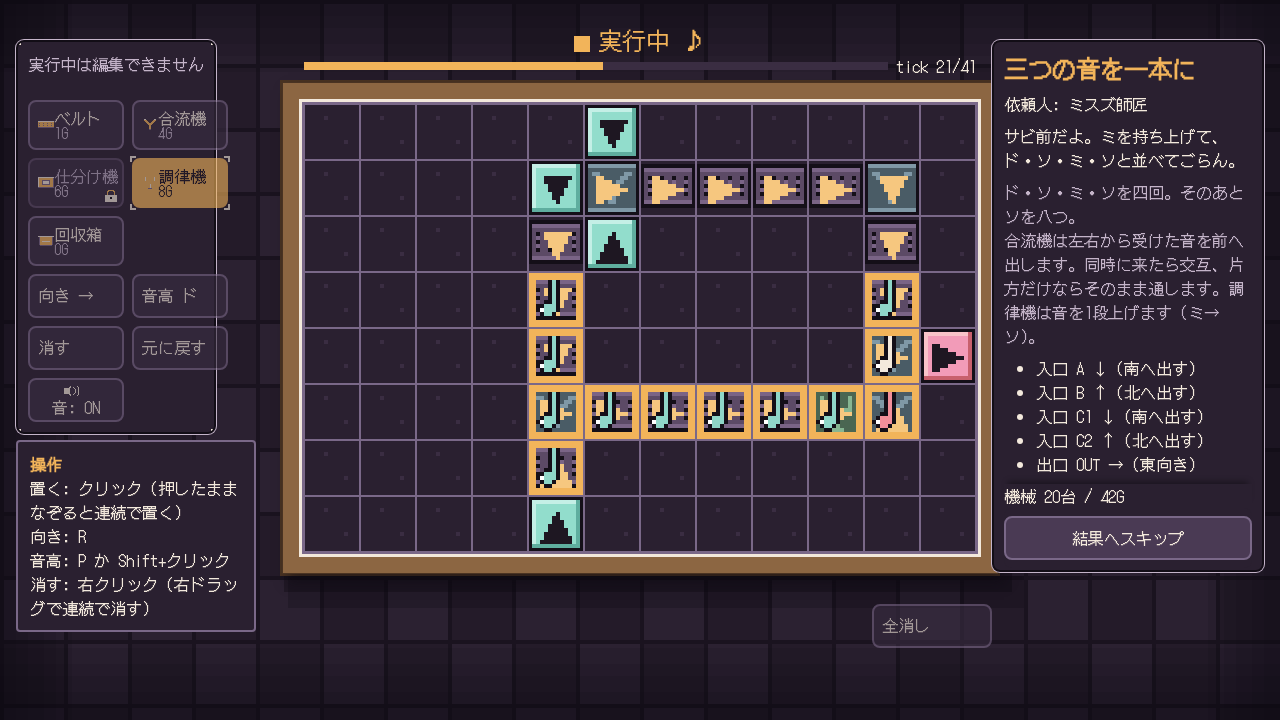 実行中 ♪
tick 21/41
実行中は編集できません
ベルト
1G
合流機
4G
仕分け機
6G
調律機
8G
回収箱
0G
向き →
音高 ド
消す
元に戻す
音: ON
操作
置く: クリック (押したまま
なぞると連続で置く)
向き: R
音高: P か Shift+クリック
消す: 右クリック (右ドラッ
グで連続で消す)
三つの音を一本に
依頼人: ミスズ師匠
サビ前だよ。ミを持ち上げて、
ド・ソ・ミ・ソと並べてごらん。
ド・ソ・ミ・ソを四回。そのあと
ソを八つ。
合流機は左右から受けた音を前へ
出します。同時に来たら交互、片
方だけならそのまま通します。調
律機は音を1段上げます (ミ→
ソ)。
• 入口 A ↓ (南へ出す)
• 入口 B ↑ (北へ出す)
• 入口 C1 ↓ (南へ出す)
• 入口 C2 ↑ (北へ出す)
• 出口 OUT → (東向き)
機械 20台 / 42G
結果へスキップ
全消し